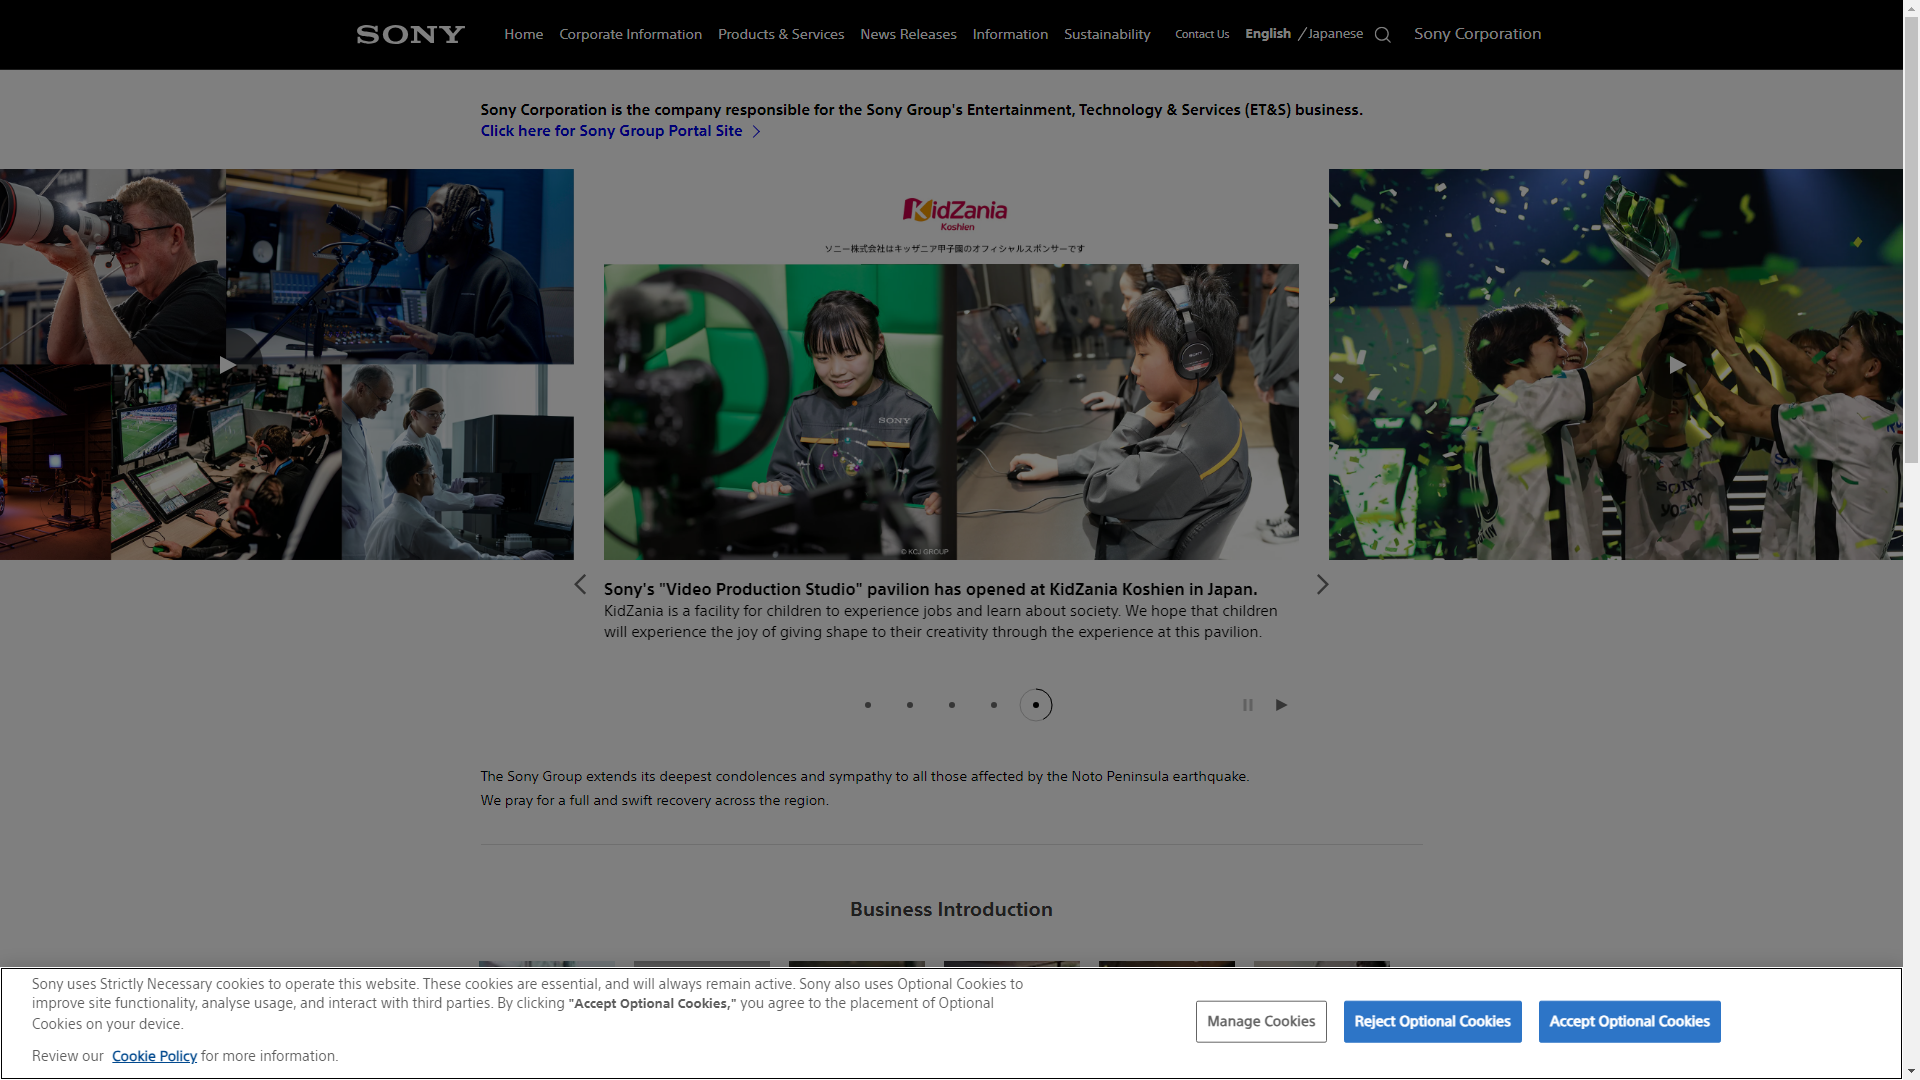 SONY
Home
Corporate Information
Products & Services
News Releases
Information
Sustainability
Contact Us
English / Japanese
Sony Corporation
Sony Corporation is the company responsible for the Sony Group's Entertainment, Technology & Services (ET&S) business.
Click here for Sony Group Portal Site
KidZania
Koshien
ソニー株式会社はキッザニア甲子園のオフィシャルスポンサーです
SONY
SONY
© KCJ GROUP
Sony's "Video Production Studio" pavilion has opened at KidZania Koshien in Japan.
KidZania is a facility for children to experience jobs and learn about society. We hope that children
will experience the joy of giving shape to their creativity through the experience at this pavilion.
The Sony Group extends its deepest condolences and sympathy to all those affected by the Noto Peninsula earthquake.
We pray for a full and swift recovery across the region.
Business Introduction
Sony uses Strictly Necessary cookies to operate this website. These cookies are essential, and will always remain active. Sony also uses Optional Cookies to
improve site functionality, analyse usage, and interact with third parties. By clicking "Accept Optional Cookies," you agree to the placement of Optional
Cookies on your device.
Review our Cookie Policy for more information.
Manage Cookies
Reject Optional Cookies
Accept Optional Cookies